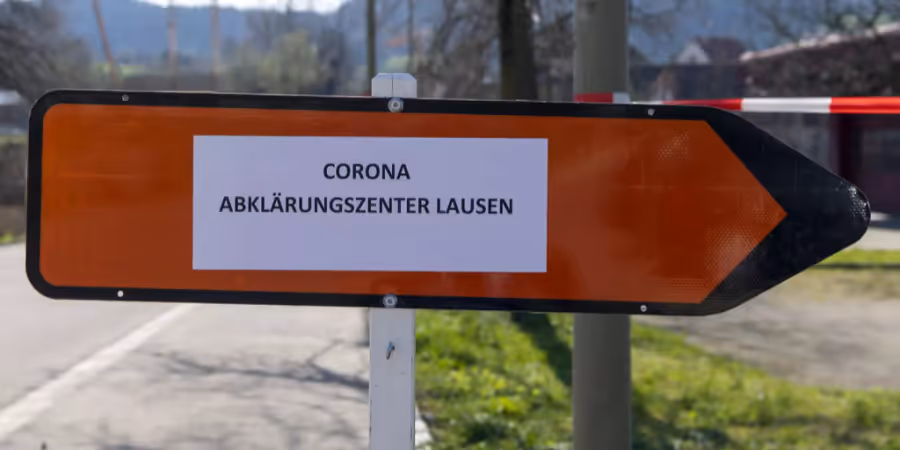 CORONA
ABKLÄRUNGSZENTER LAUSEN